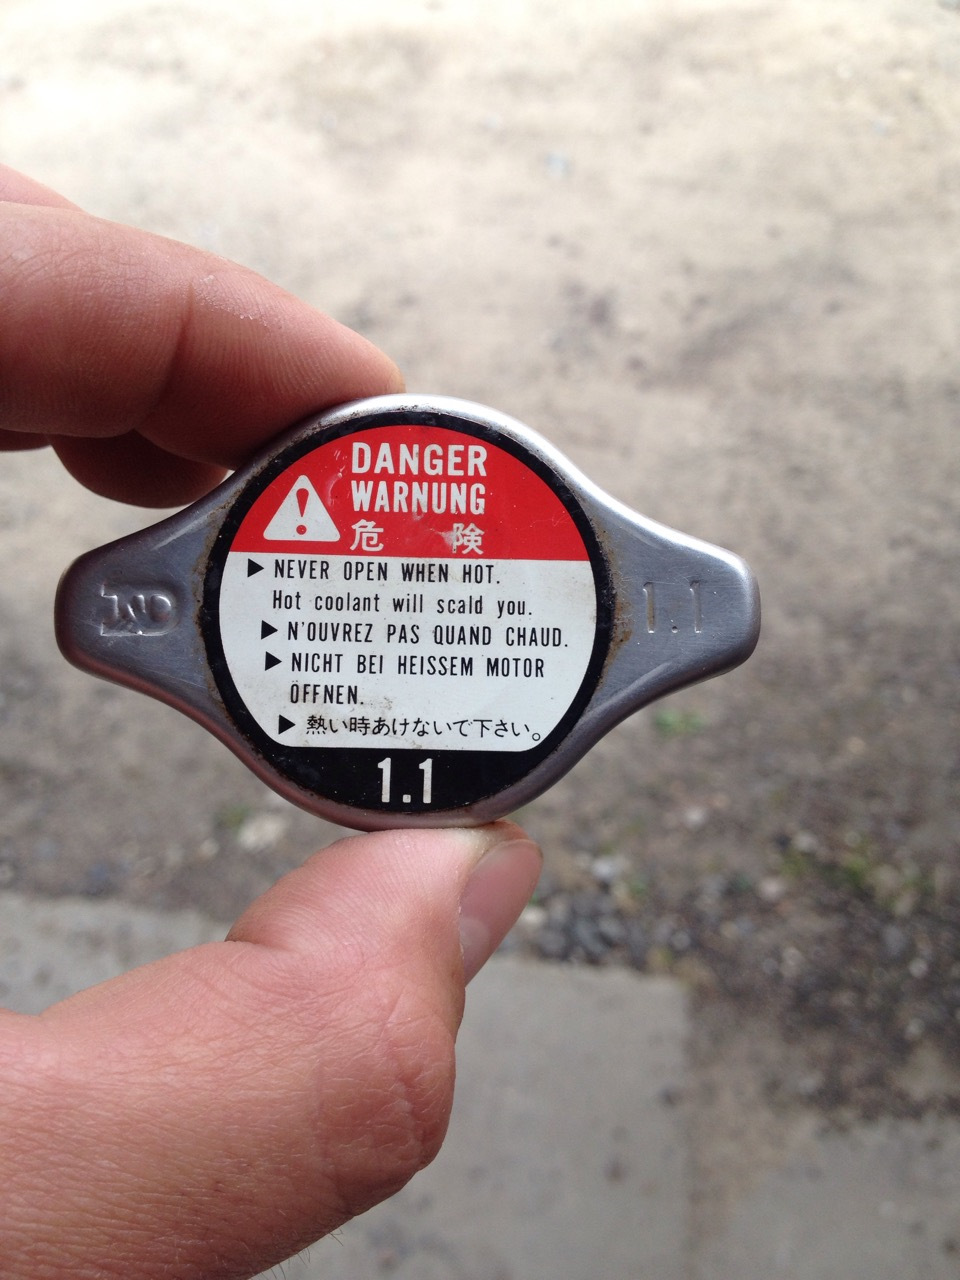 DANGER
WARNUNG
危 険
▶ NEVER OPEN WHEN HOT.
Hot coolant will scald you.
▶ N'OUVREZ PAS QUAND CHAUD.
▶ NICHT BEI HEISSEM MOTOR
ÖFFNEN.
▶ 熱い時あけないで下さい。
1.1
1.1